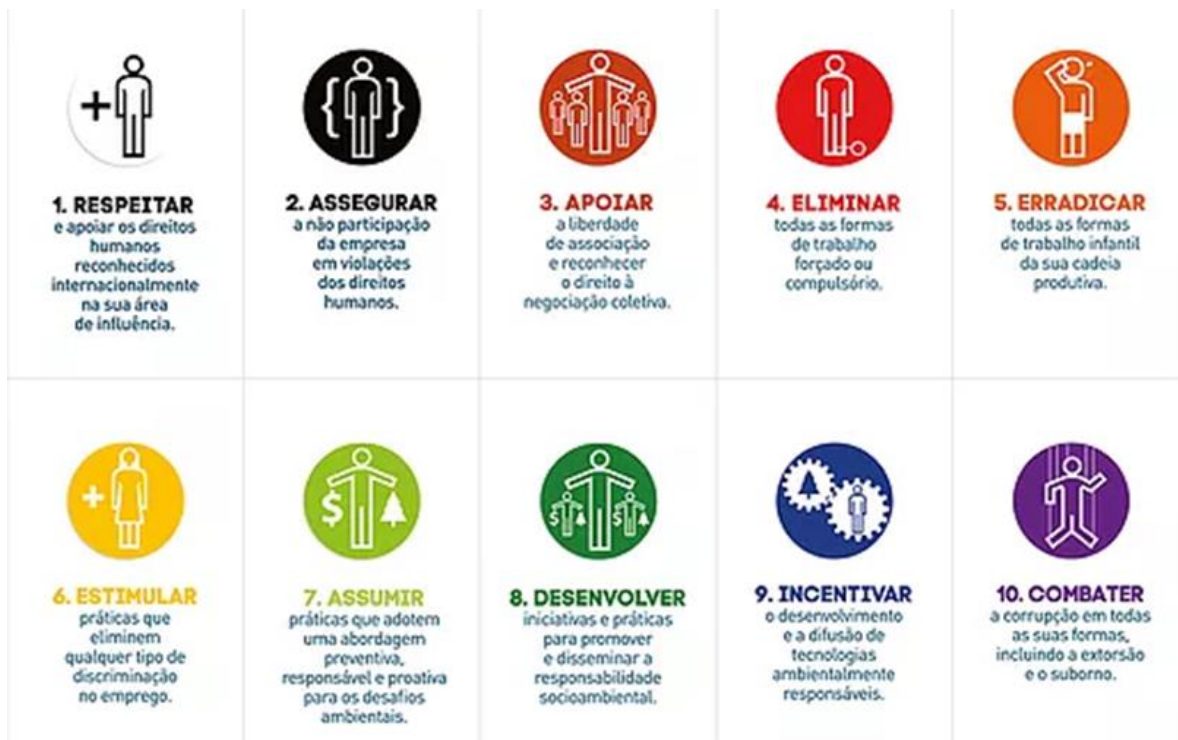 1. RESPEITAR
e apoiar os direitos
humanos
reconhecidos
internacionalmente
na sua área
de influência.
2. ASSEGURAR
a não participação
da empresa
em violações
dos direitos
humanos.
3. APOIAR
a liberdade
de associação
e reconhecer
o direito à
negociação coletiva.
4. ELIMINAR
todas as formas
de trabalho
forçado ou
compulsório.
5. ERRADICAR
todas as formas
de trabalho infantil
da sua cadeia
produtiva.
6. ESTIMULAR
práticas que
eliminem
qualquer tipo de
discriminação
no emprego.
7. ASSUMIR
práticas que adotem
uma abordagem
preventiva,
responsável e proativa
para os desafios
ambientais.
8. DESENVOLVER
iniciativas e práticas
para promover
e disseminar a
responsabilidade
socioambiental.
9. INCENTIVAR
o desenvolvimento
e a difusão de
tecnologias
ambientalmente
responsáveis.
10. COMBATER
a corrupção em todas
as suas formas,
incluindo a extorsão
e o suborno.